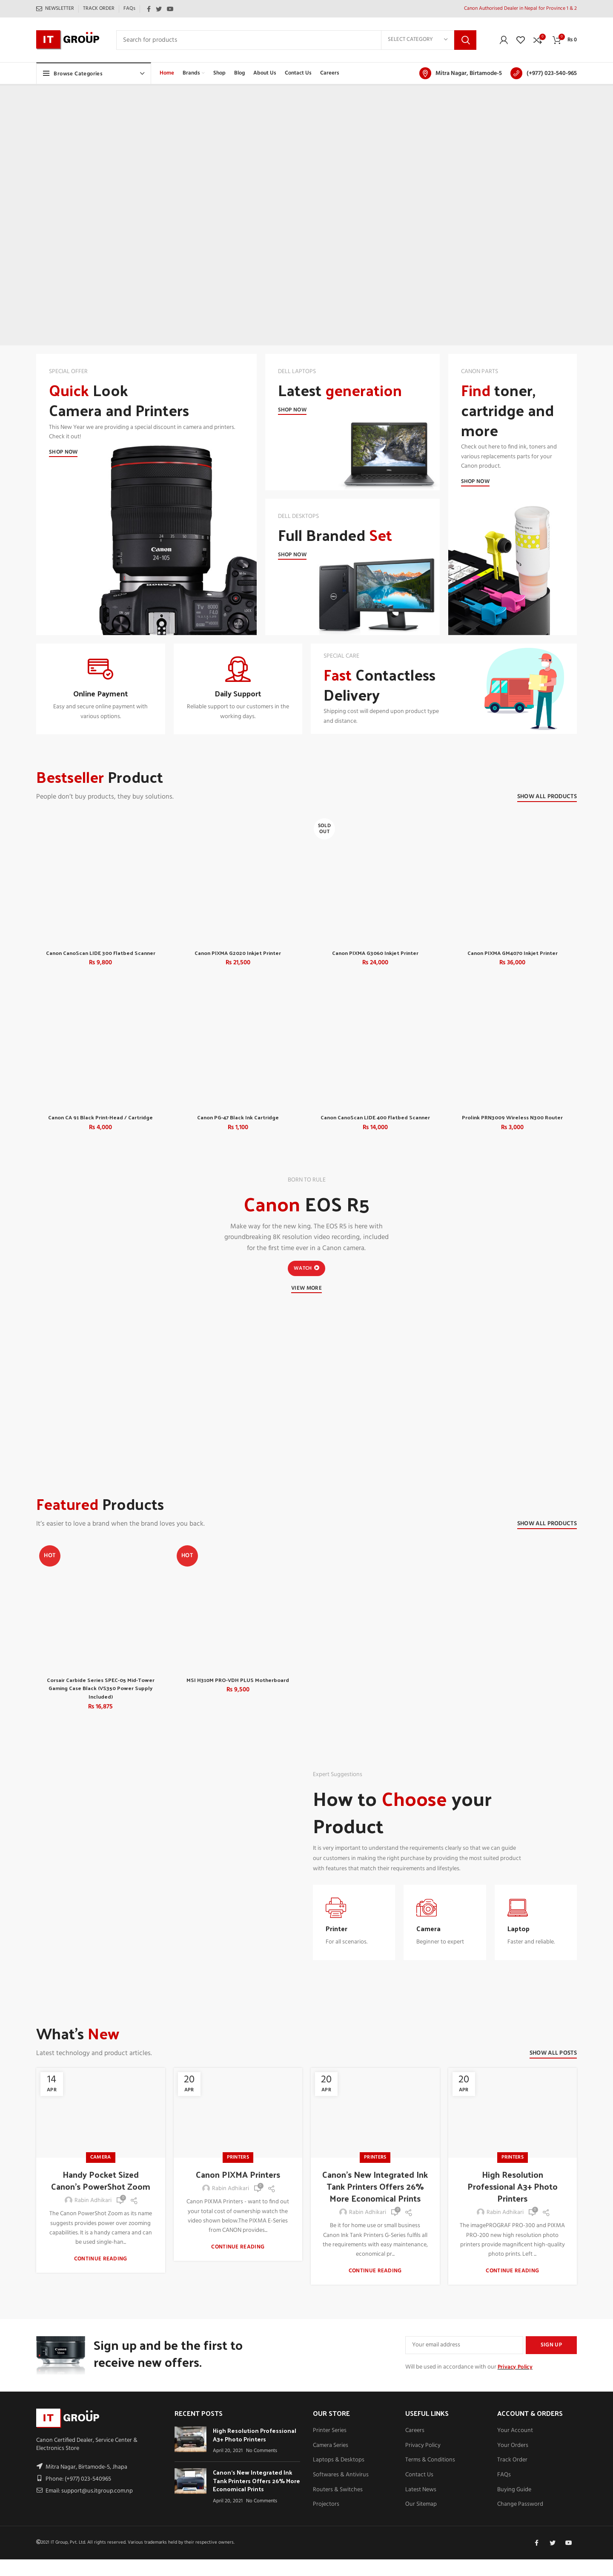 NEWSLETTER TRACK ORDER FAQs
Canon Authorised Dealer in Nepal for Province 1 & 2
IT GROUP
Search for products
SELECT CATEGORY
0
0
Rs 0
Browse Categories
Home Brands Shop Blog About Us Contact Us Careers
Mitra Nagar, Birtamode-5
(+977) 023-540-965
SPECIAL OFFER
Quick Look
Camera and Printers
This New Year we are providing a special discount in camera and printers.
Check it out!
SHOP NOW
DELL LAPTOPS
Latest generation
SHOP NOW
DELL DESKTOPS
Full Branded Set
SHOP NOW
CANON PARTS
Find toner,
cartridge and
more
Check out here to find ink, toners and
various replacements parts for your
Canon product.
SHOP NOW
Online Payment
Easy and secure online payment with
various options.
Daily Support
Reliable support to our customers in the
working days.
SPECIAL CARE
Fast Contactless
Delivery
Shipping cost will depend upon product type
and distance.
Bestseller Product
People don't buy products, they buy solutions.
SHOW ALL PRODUCTS
SOLD
OUT
Canon CanoScan LIDE 300 Flatbed Scanner
Rs 9,800
Canon PIXMA G2020 Inkjet Printer
Rs 21,500
Canon PIXMA G3060 Inkjet Printer
Rs 24,000
Canon PIXMA GM4070 Inkjet Printer
Rs 36,000
Canon CA 91 Black Print-Head / Cartridge
Rs 4,000
Canon PG-47 Black Ink Cartridge
Rs 1,100
Canon CanoScan LIDE 400 Flatbed Scanner
Rs 14,000
Prolink PRN3009 Wireless N300 Router
Rs 3,000
BORN TO RULE
Canon EOS R5
Make way for the new king. The EOS R5 is here with
groundbreaking 8K resolution video recording, included
for the first time ever in a Canon camera.
WATCH
VIEW MORE
Featured Products
It's easier to love a brand when the brand loves you back.
SHOW ALL PRODUCTS
HOT
HOT
Corsair Carbide Series SPEC-05 Mid-Tower
Gaming Case Black (VS350 Power Supply
Included)
Rs 16,875
MSI H310M PRO-VDH PLUS Motherboard
Rs 9,500
Expert Suggestions
How to Choose your
Product
It is very important to understand the requirements clearly so that we can guide
our customers in making the right purchase by providing the most suited product
with features that match their requirements and lifestyles.
Printer
For all scenarios.
Camera
Beginner to expert
Laptop
Faster and reliable.
What's New
Latest technology and product articles.
SHOW ALL POSTS
14
APR
CAMERA
Handy Pocket Sized
Canon's PowerShot Zoom
Rabin Adhikari 0
The Canon PowerShot Zoom as its name
suggests provides power over zooming
capabilities. It is a handy camera and can
be used single-han...
CONTINUE READING
20
APR
PRINTERS
Canon PIXMA Printers
Rabin Adhikari 0
Canon PIXMA Printers - want to find out
your total cost of ownership watch the
video shown below.The PIXMA E-Series
from CANON provides...
CONTINUE READING
20
APR
PRINTERS
Canon's New Integrated Ink
Tank Printers Offers 26%
More Economical Prints
Rabin Adhikari 0
Be it for home use or small business
Canon Ink Tank Printers G-Series fulfils all
the requirements with easy maintenance,
economical pr...
CONTINUE READING
20
APR
PRINTERS
High Resolution
Professional A3+ Photo
Printers
Rabin Adhikari 0
The imagePROGRAF PRO-300 and PIXMA
PRO-200 new high resolution photo
printers provide magnificent high-quality
photo prints. Left ...
CONTINUE READING
Sign up and be the first to
receive new offers.
Your email address
SIGN UP
Will be used in accordance with our Privacy Policy
IT GROUP
Canon Certified Dealer, Service Center &
Electronics Store
Mitra Nagar, Birtamode-5, Jhapa
Phone: (+977) 023-540965
Email: support@us.itgroup.com.np
RECENT POSTS
High Resolution Professional
A3+ Photo Printers
April 20, 2021 No Comments
Canon's New Integrated Ink
Tank Printers Offers 26% More
Economical Prints
April 20, 2021 No Comments
OUR STORE
Printer Series
Camera Series
Laptops & Desktops
Softwares & Antivirus
Routers & Switches
Projectors
USEFUL LINKS
Careers
Privacy Policy
Terms & Conditions
Contact Us
Latest News
Our Sitemap
ACCOUNT & ORDERS
Your Account
Your Orders
Track Order
FAQs
Buying Guide
Change Password
©2021 IT Group, Pvt. Ltd. All rights reserved. Various trademarks held by their respective owners.